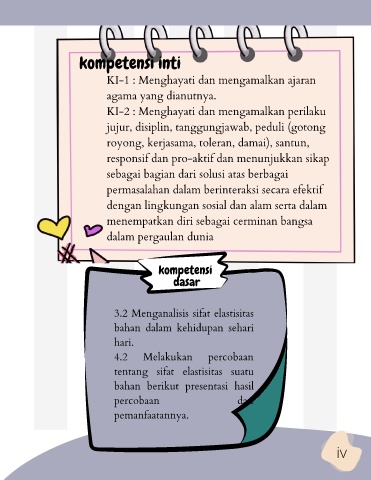 kompetensi inti
KI-1 : Menghayati dan mengamalkan ajaran
agama yang dianutnya.
KI-2 : Menghayati dan mengamalkan perilaku
jujur, disiplin, tanggungjawab, peduli (gotong
royong, kerjasama, toleran, damai), santun,
responsif dan pro-aktif dan menunjukkan sikap
sebagai bagian dari solusi atas berbagai
permasalahan dalam berinteraksi secara efektif
dengan lingkungan sosial dan alam serta dalam
menempatkan diri sebagai cerminan bangsa
dalam pergaulan dunia
kompetensi
dasar
3.2 Menganalisis sifat elastisitas
bahan dalam kehidupan sehari
hari.
4.2 Melakukan percobaan
tentang sifat elastisitas suatu
bahan berikut presentasi hasil
percobaan
pemanfaatannya.
iv